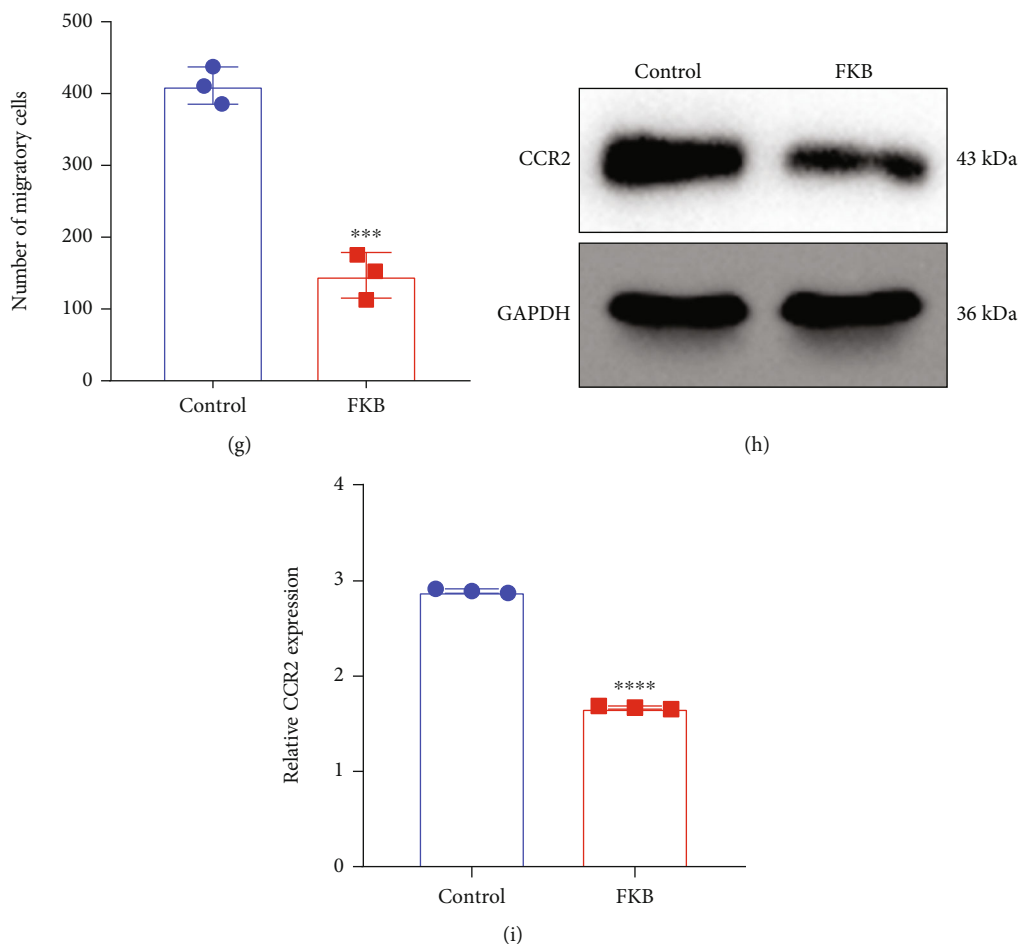 500
400
300
200
100
0
Number of migratory cells
***
Control FKB
(g)
Control FKB
CCR2 43 kDa
GAPDH 36 kDa
(h)
4
3
2
1
0
Relative CCR2 expression
****
Control FKB
(i)